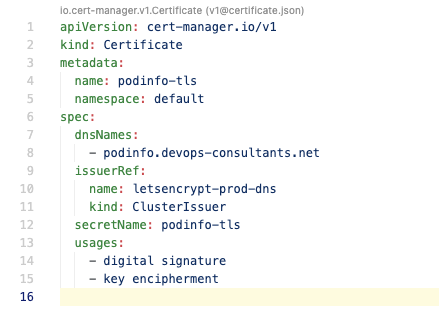 io.cert-manager.v1.Certificate (v1@certificate.json)
1 apiVersion: cert-manager.io/v1
2 kind: Certificate
3 metadata:
4   name: podinfo-tls
5   namespace: default
6 spec:
7   dnsNames:
8     - podinfo.devops-consultants.net
9   issuerRef:
10     name: letsencrypt-prod-dns
11     kind: ClusterIssuer
12   secretName: podinfo-tls
13   usages:
14     - digital signature
15     - key encipherment
16